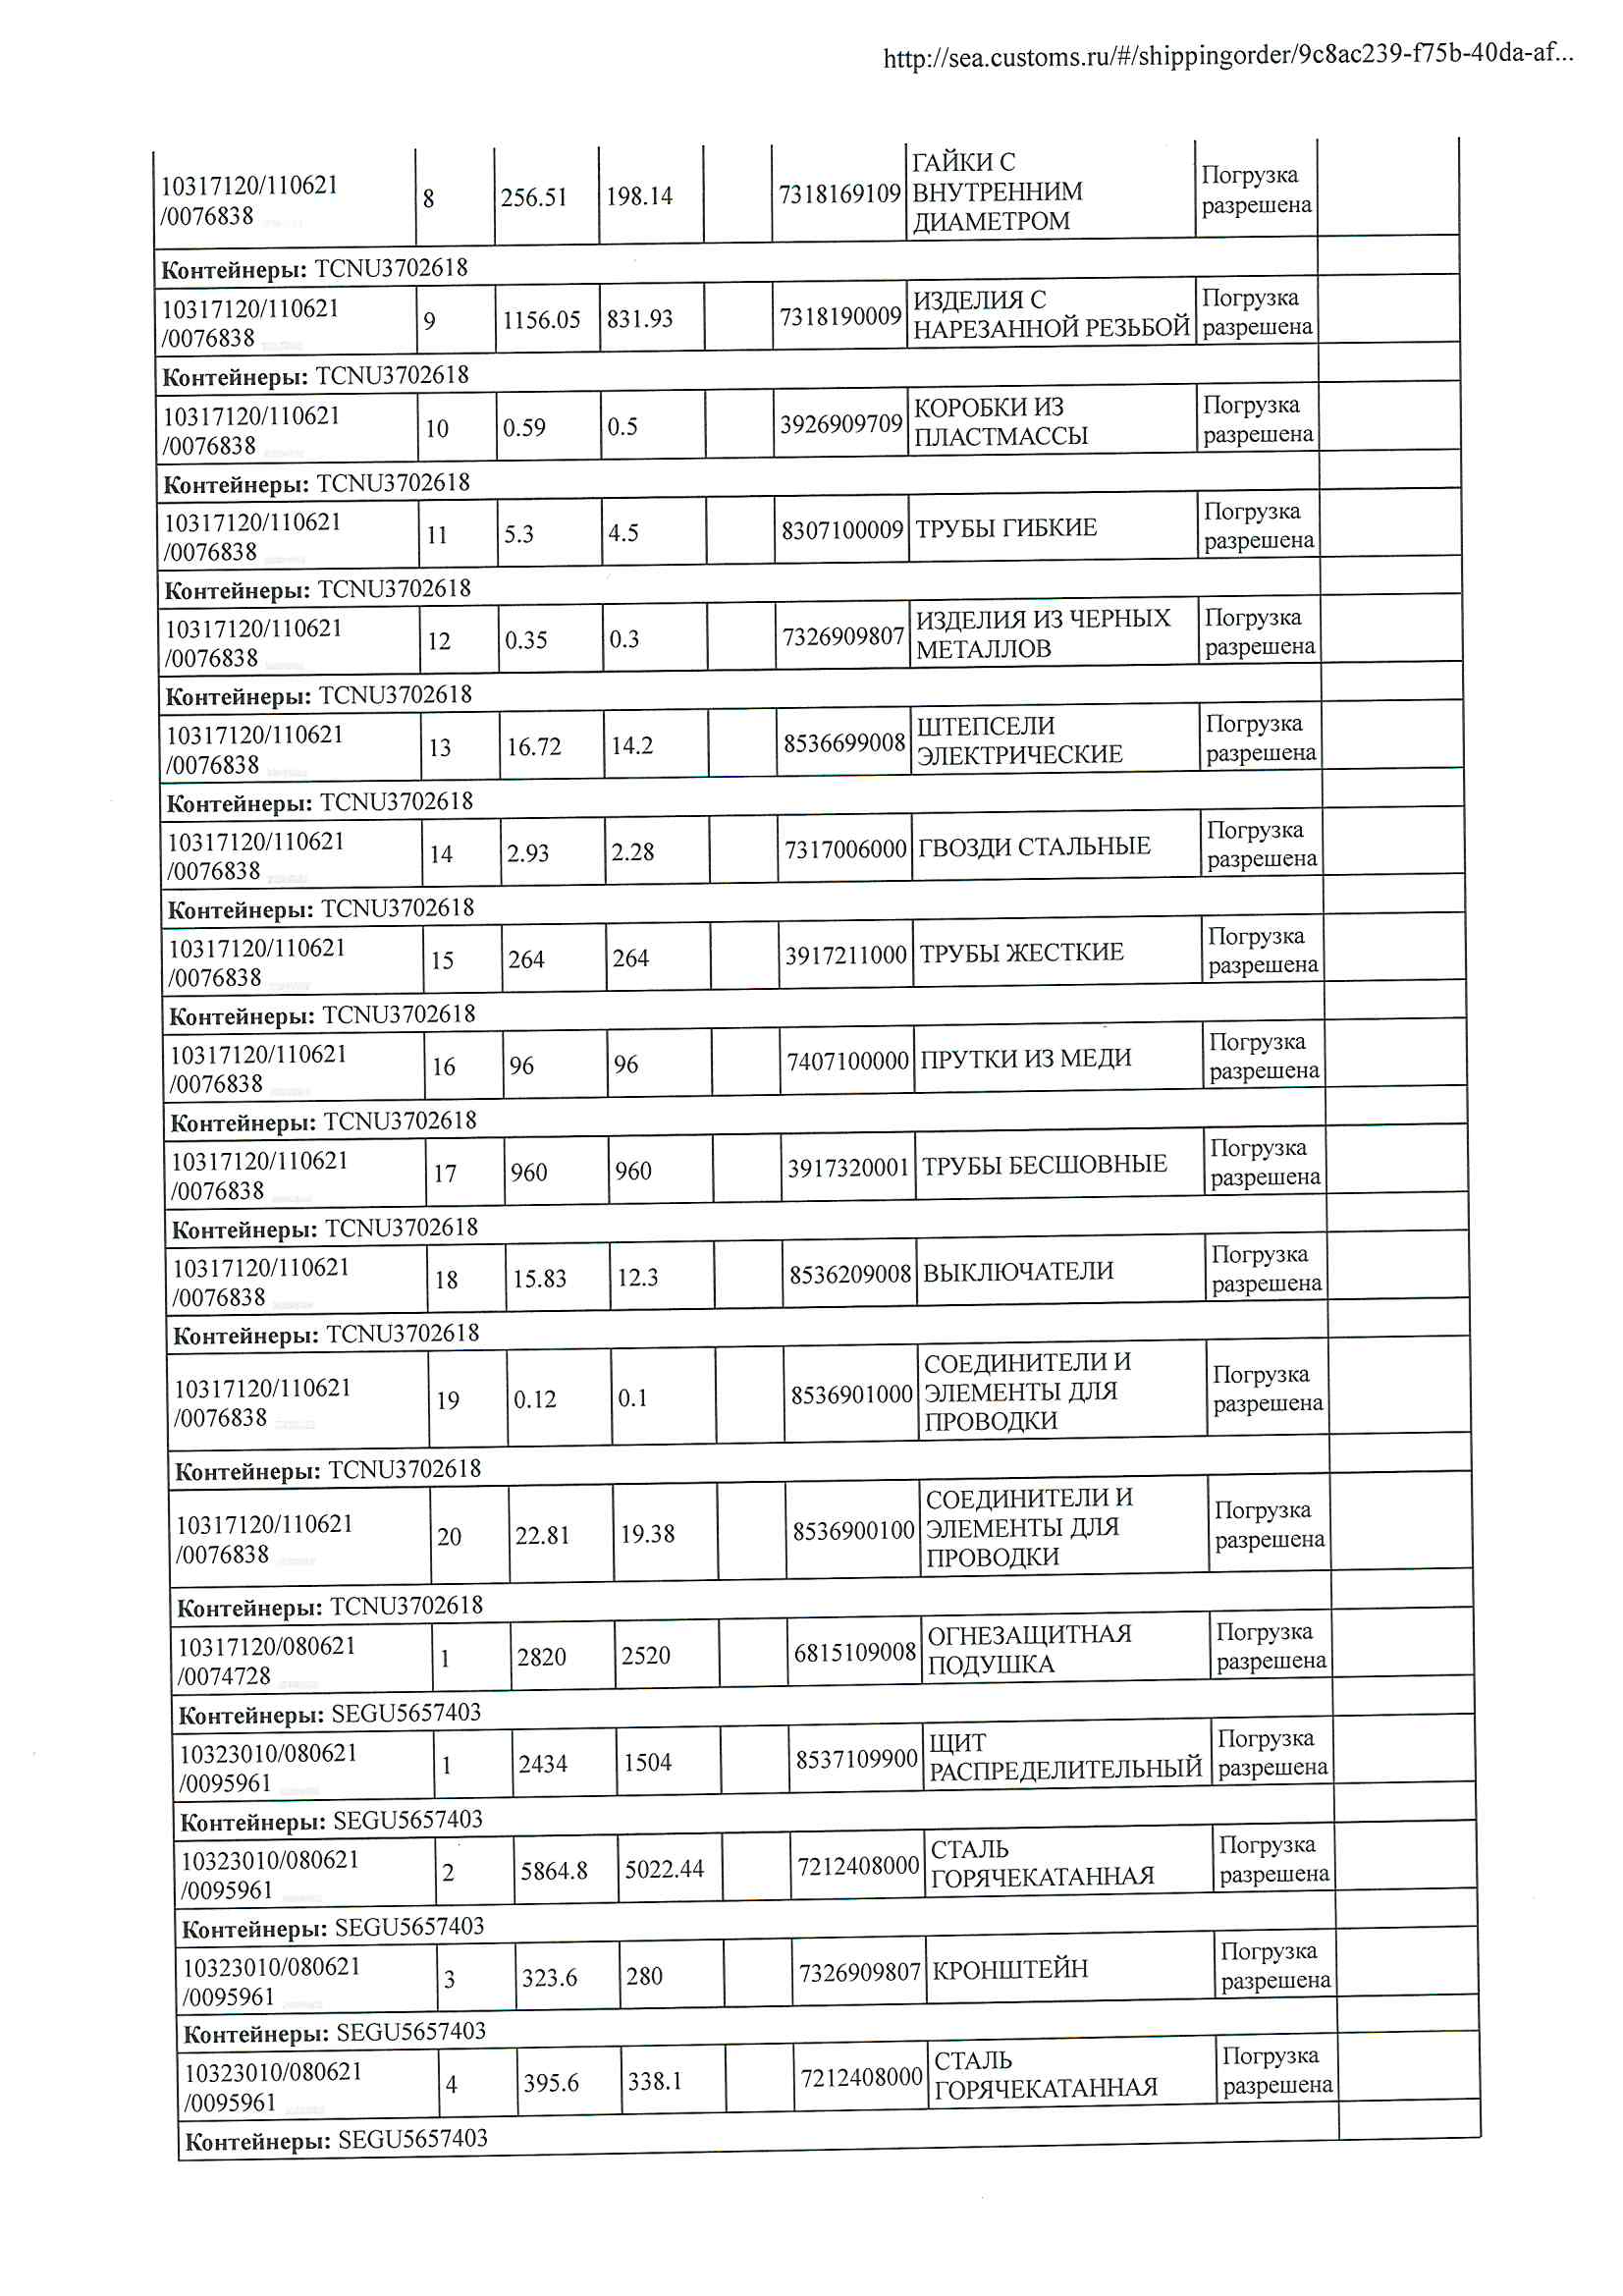 http://sea.customs.ru/#/shippingorder/9c8ac239-f75b-40da-af...
10317120/110621
/0076838
8
256.51
198.14
7318169109
ГАЙКИ С
ВНУТРЕННИМ
ДИАМЕТРОМ
Погрузка
разрешена
Контейнеры: TCNU3702618
10317120/110621
/0076838
9
1156.05
831.93
7318190009
ИЗДЕЛИЯ С
НАРЕЗАННОЙ РЕЗЬБОЙ
Погрузка
разрешена
Контейнеры: TCNU3702618
10317120/110621
/0076838
10
0.59
0.5
3926909709
КОРОБКИ ИЗ
ПЛАСТМАССЫ
Погрузка
разрешена
Контейнеры: TCNU3702618
10317120/110621
/0076838
11
5.3
4.5
8307100009
ТРУБЫ ГИБКИЕ
Погрузка
разрешена
Контейнеры: TCNU3702618
10317120/110621
/0076838
12
0.35
0.3
7326909807
ИЗДЕЛИЯ ИЗ ЧЕРНЫХ
МЕТАЛЛОВ
Погрузка
разрешена
Контейнеры: TCNU3702618
10317120/110621
/0076838
13
16.72
14.2
8536699008
ШТЕПСЕЛИ
ЭЛЕКТРИЧЕСКИЕ
Погрузка
разрешена
Контейнеры: TCNU3702618
10317120/110621
/0076838
14
2.93
2.28
7317006000
ГВОЗДИ СТАЛЬНЫЕ
Погрузка
разрешена
Контейнеры: TCNU3702618
10317120/110621
/0076838
15
264
264
3917211000
ТРУБЫ ЖЕСТКИЕ
Погрузка
разрешена
Контейнеры: TCNU3702618
10317120/110621
/0076838
16
96
96
7407100000
ПРУТКИ ИЗ МЕДИ
Погрузка
разрешена
Контейнеры: TCNU3702618
10317120/110621
/0076838
17
960
960
3917320001
ТРУБЫ БЕСШОВНЫЕ
Погрузка
разрешена
Контейнеры: TCNU3702618
10317120/110621
/0076838
18
15.83
12.3
8536209008
ВЫКЛЮЧАТЕЛИ
Погрузка
разрешена
Контейнеры: TCNU3702618
10317120/110621
/0076838
19
0.12
0.1
8536901000
СОЕДИНИТЕЛИ И
ЭЛЕМЕНТЫ ДЛЯ
ПРОВОДКИ
Погрузка
разрешена
Контейнеры: TCNU3702618
10317120/110621
/0076838
20
22.81
19.38
8536900100
СОЕДИНИТЕЛИ И
ЭЛЕМЕНТЫ ДЛЯ
ПРОВОДКИ
Погрузка
разрешена
Контейнеры: TCNU3702618
10317120/080621
/0074728
1
2820
2520
6815109008
ОГНЕЗАЩИТНАЯ
ПОДУШКА
Погрузка
разрешена
Контейнеры: SEGU5657403
10323010/080621
/0095961
1
2434
1504
8537109900
ЩИТ
РАСПРЕДЕЛИТЕЛЬНЫЙ
Погрузка
разрешена
Контейнеры: SEGU5657403
10323010/080621
/0095961
2
5864.8
5022.44
7212408000
СТАЛЬ
ГОРЯЧЕКАТАННАЯ
Погрузка
разрешена
Контейнеры: SEGU5657403
10323010/080621
/0095961
3
323.6
280
7326909807
КРОНШТЕЙН
Погрузка
разрешена
Контейнеры: SEGU5657403
10323010/080621
/0095961
4
395.6
338.1
7212408000
СТАЛЬ
ГОРЯЧЕКАТАННАЯ
Погрузка
разрешена
Контейнеры: SEGU5657403